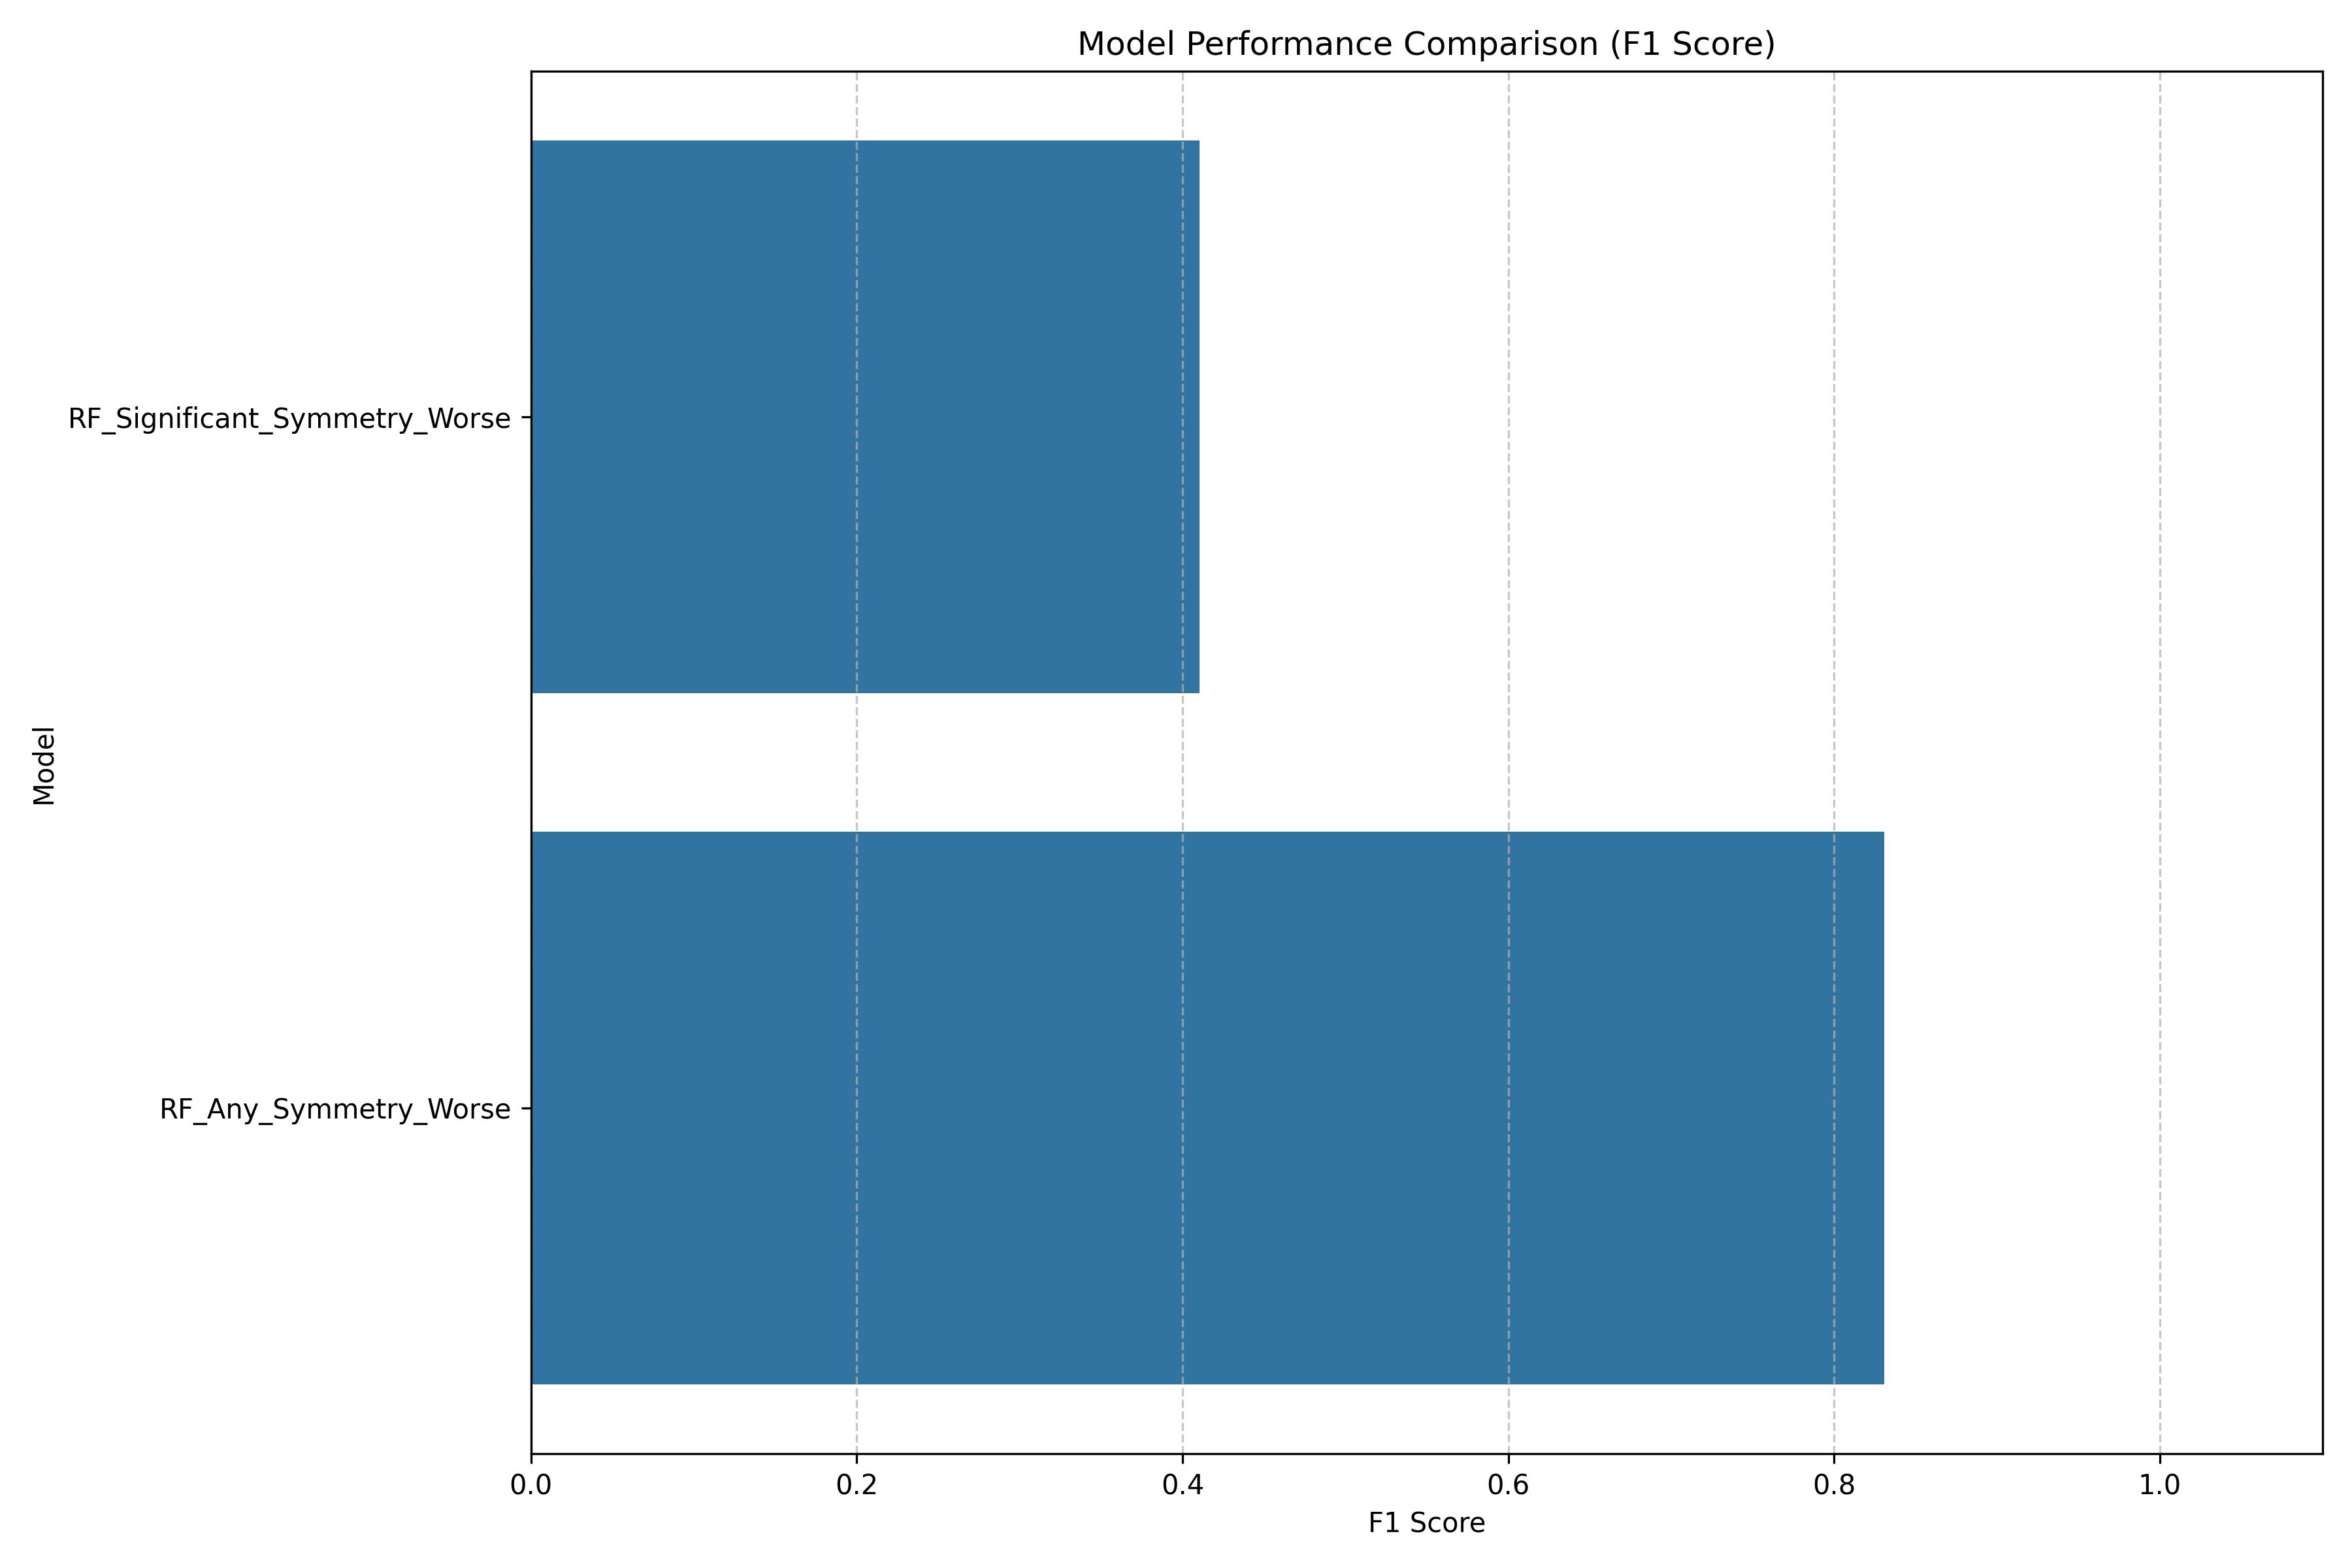 Model Performance Comparison (F1 Score)
RF_Significant_Symmetry_Worse
Model
RF_Any_Symmetry_Worse
0.0 0.2 0.4 0.6 0.8 1.0
F1 Score